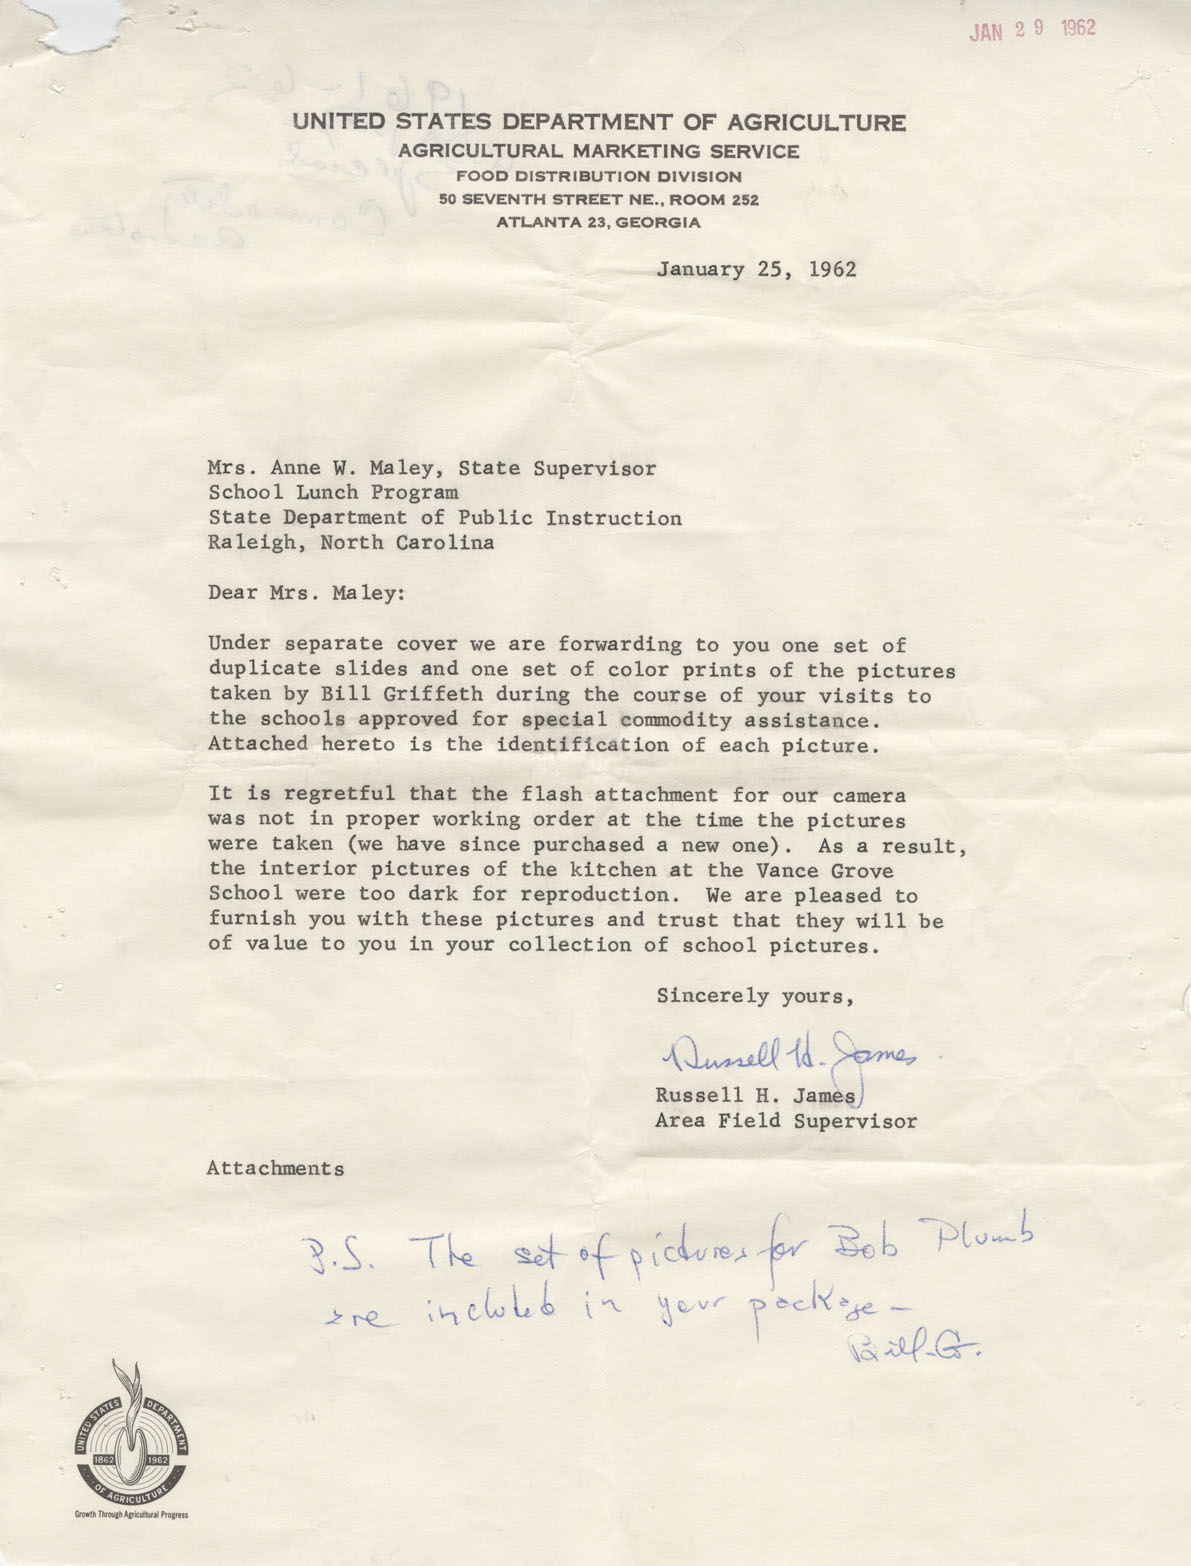 JAN 29 1962
UNITED STATES DEPARTMENT OF AGRICULTURE
AGRICULTURAL MARKETING SERVICE
FOOD DISTRIBUTION DIVISION
50 SEVENTH STREET NE., ROOM 252
ATLANTA 23, GEORGIA
January 25, 1962
Mrs. Anne W. Maley, State Supervisor
School Lunch Program
State Department of Public Instruction
Raleigh, North Carolina
Dear Mrs. Maley:
Under separate cover we are forwarding to you one set of
duplicate slides and one set of color prints of the pictures
taken by Bill Griffeth during the course of your visits to
the schools approved for special commodity assistance.
Attached hereto is the identification of each picture.
It is regretful that the flash attachment for our camera
was not in proper working order at the time the pictures
were taken (we have since purchased a new one). As a result,
the interior pictures of the kitchen at the Vance Grove
School were too dark for reproduction. We are pleased to
furnish you with these pictures and trust that they will be
of value to you in your collection of school pictures.
Sincerely yours,
Russell H. James
Russell H. James
Area Field Supervisor
Attachments
P.S. The set of pictures for Bob Plumb
are included in your package –
Bill G.
UNITED STATES DEPARTMENT
1862 1962
OF AGRICULTURE
Growth Through Agricultural Progress